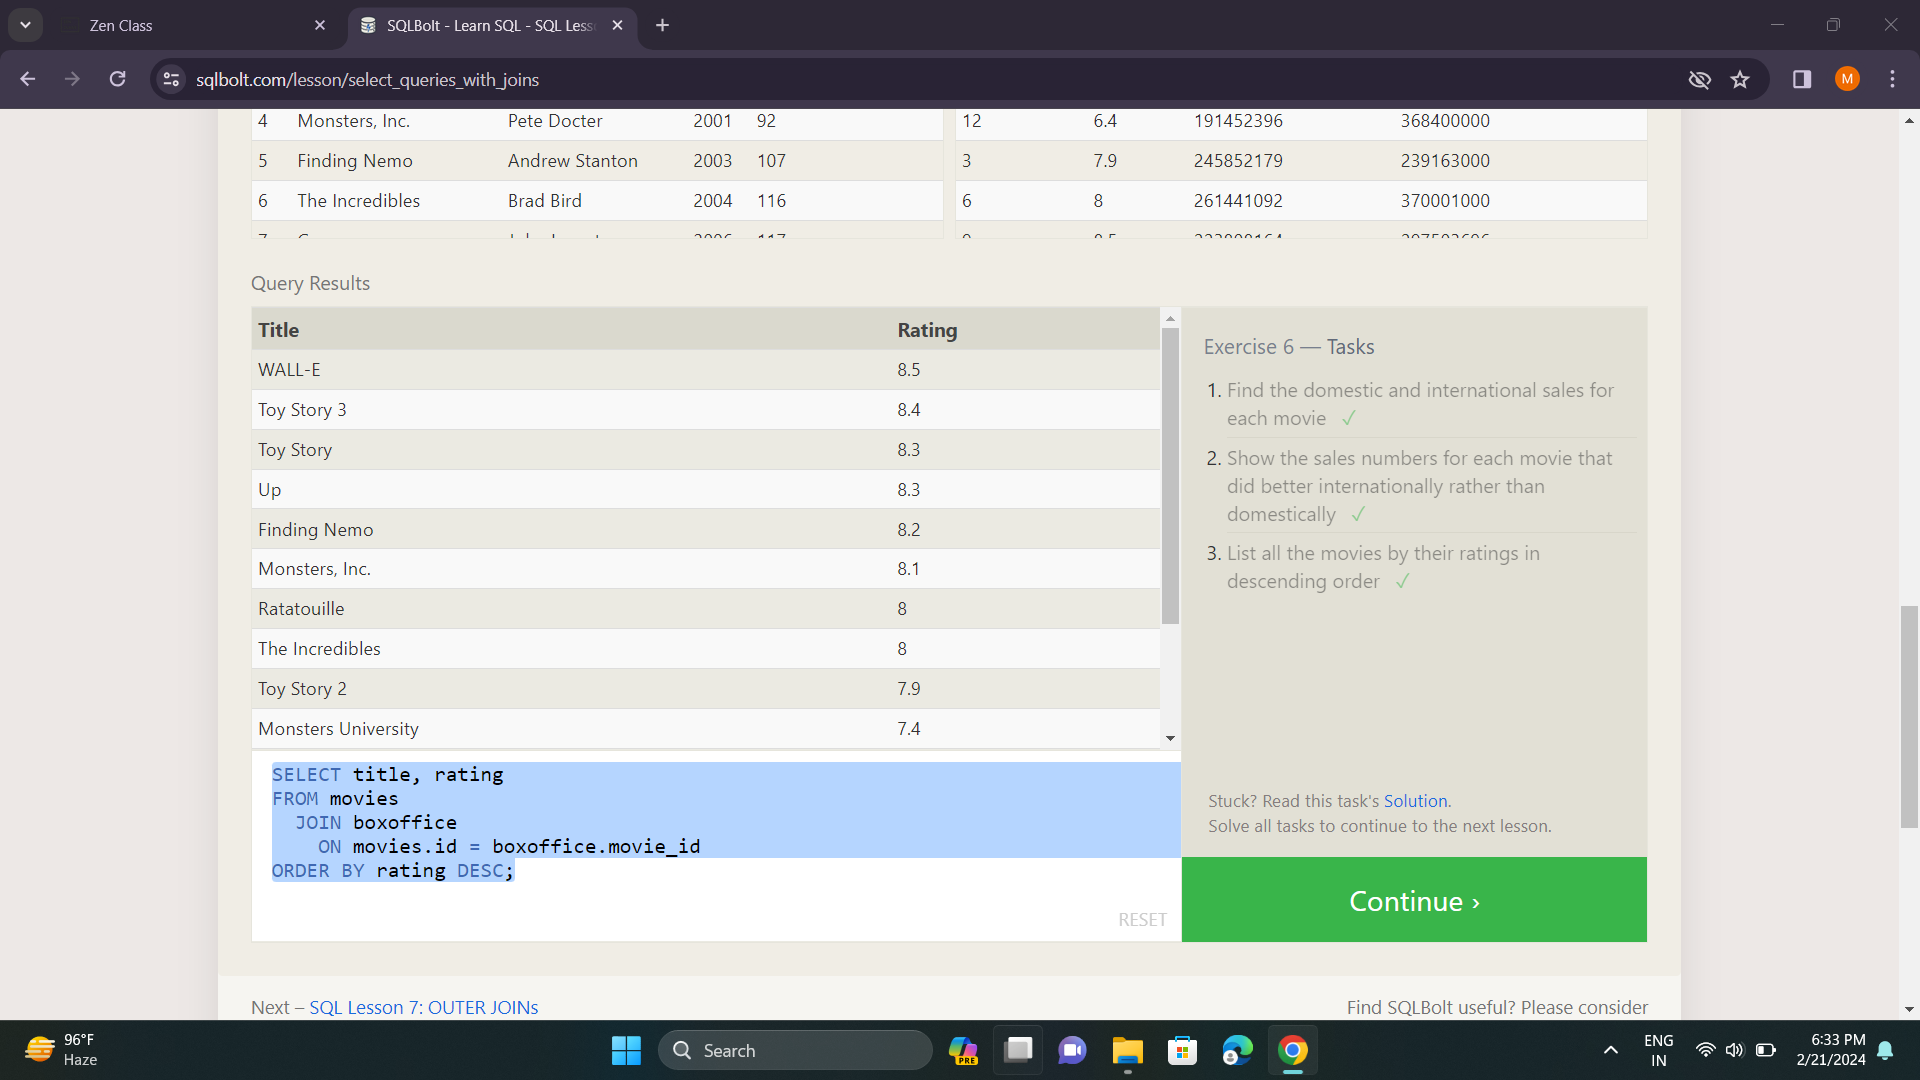 Zen Class
SQLBolt - Learn SQL - SQL Less
sqlbolt.com/lesson/select_queries_with_joins
M
4 Monsters, Inc. Pete Docter 2001 92
12 6.4 191452396 368400000
5 Finding Nemo Andrew Stanton 2003 107
3 7.9 245852179 239163000
6 The Incredibles Brad Bird 2004 116
6 8 261441092 370001000
Query Results
Title Rating
WALL-E 8.5
Toy Story 3 8.4
Toy Story 8.3
Up 8.3
Finding Nemo 8.2
Monsters, Inc. 8.1
Ratatouille 8
The Incredibles 8
Toy Story 2 7.9
Monsters University 7.4
Exercise 6 — Tasks
1. Find the domestic and international sales for
each movie ✓
2. Show the sales numbers for each movie that
did better internationally rather than
domestically ✓
3. List all the movies by their ratings in
descending order ✓
SELECT title, rating
FROM movies
JOIN boxoffice
ON movies.id = boxoffice.movie_id
ORDER BY rating DESC;
RESET
Stuck? Read this task's Solution.
Solve all tasks to continue to the next lesson.
Continue ›
Next – SQL Lesson 7: OUTER JOINs
Find SQLBolt useful? Please consider
96°F
Haze
Search
PRE
ENG
IN
6:33 PM
2/21/2024